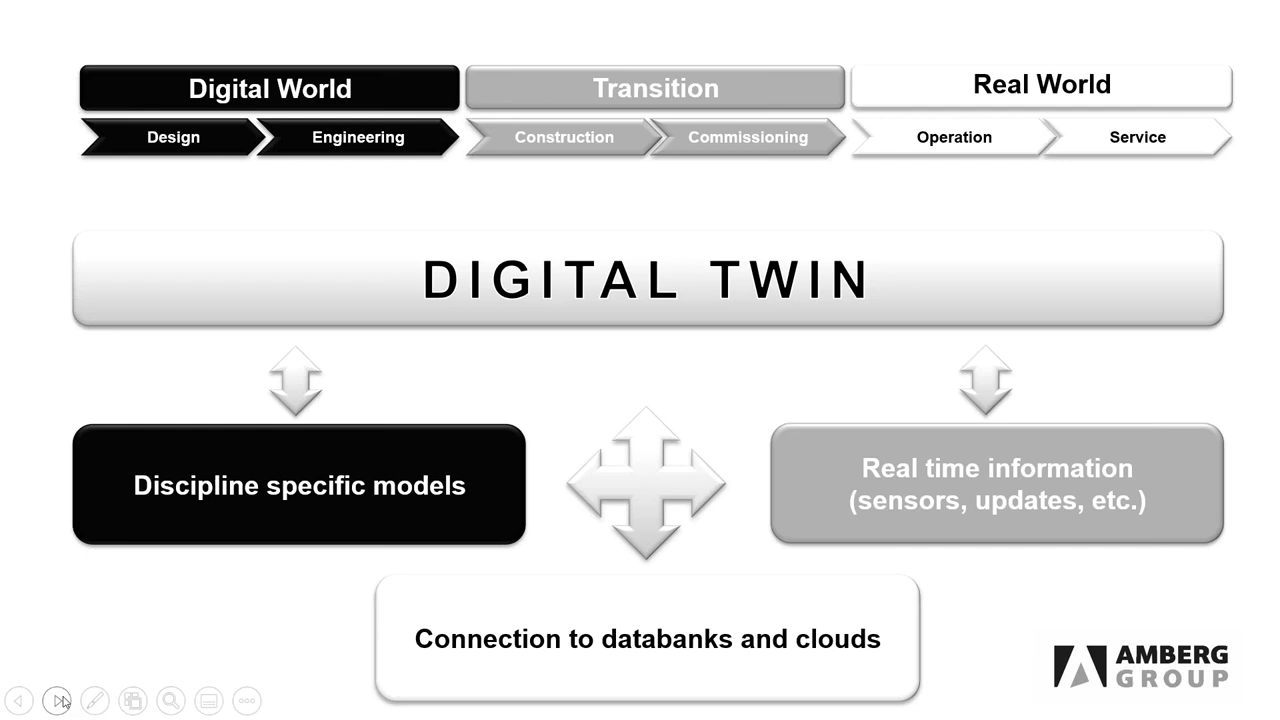 Digital World
Transition
Real World
Design
Engineering
Construction
Commissioning
Operation
Service
DIGITAL TWIN
Discipline specific models
Real time information
(sensors, updates, etc.)
Connection to databanks and clouds
AMBERG
GROUP